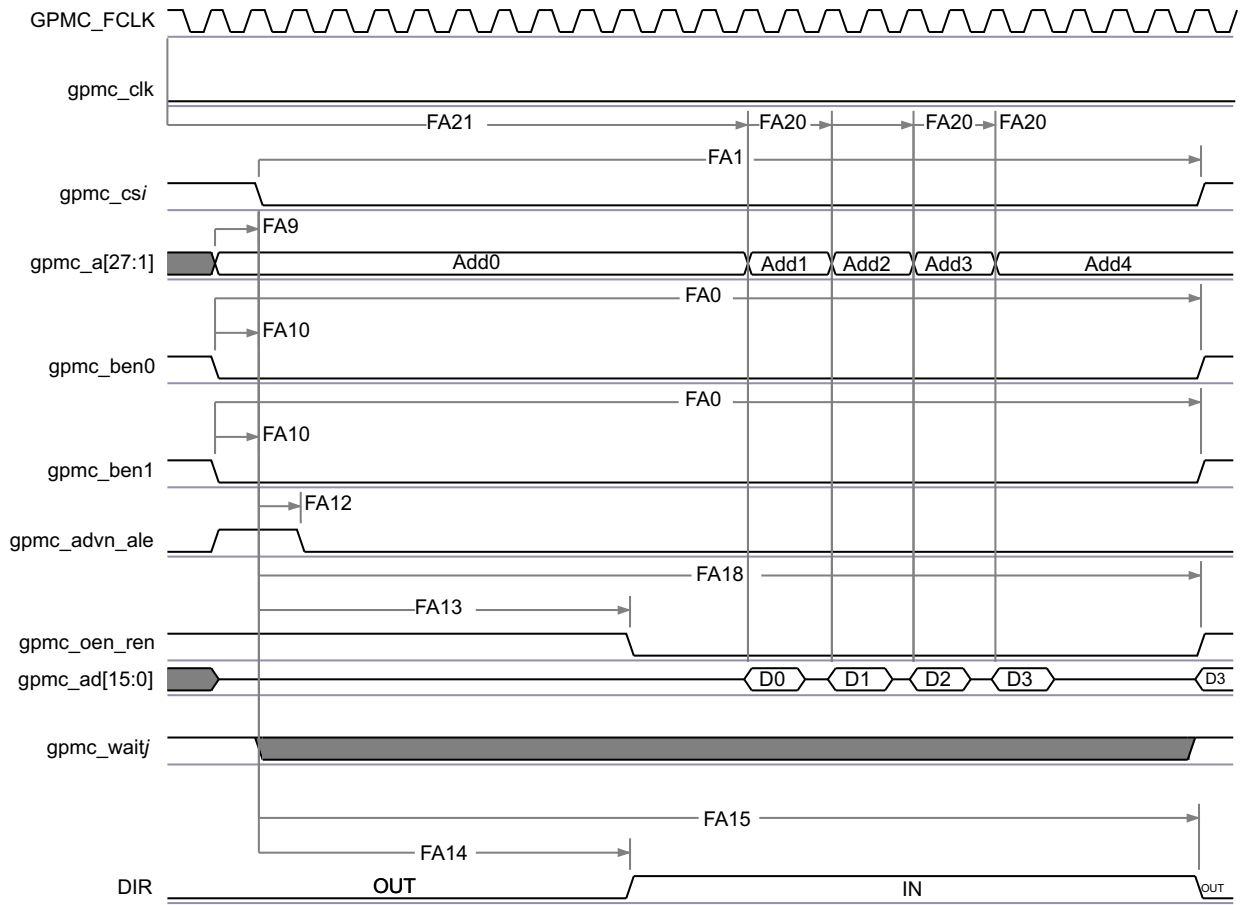 GPMC_FCLK
gpmc_clk
FA21 FA20 FA20 FA20
FA1
gpmc_csi
FA9
gpmc_a[27:1] Add0 Add1 Add2 Add3 Add4
FA0
FA10
gpmc_ben0
FA0
FA10
gpmc_ben1
FA12
gpmc_advn_ale
FA18
FA13
gpmc_oen_ren
gpmc_ad[15:0] D0 D1 D2 D3 D3
gpmc_waitj
FA15
FA14
DIR OUT IN OUT